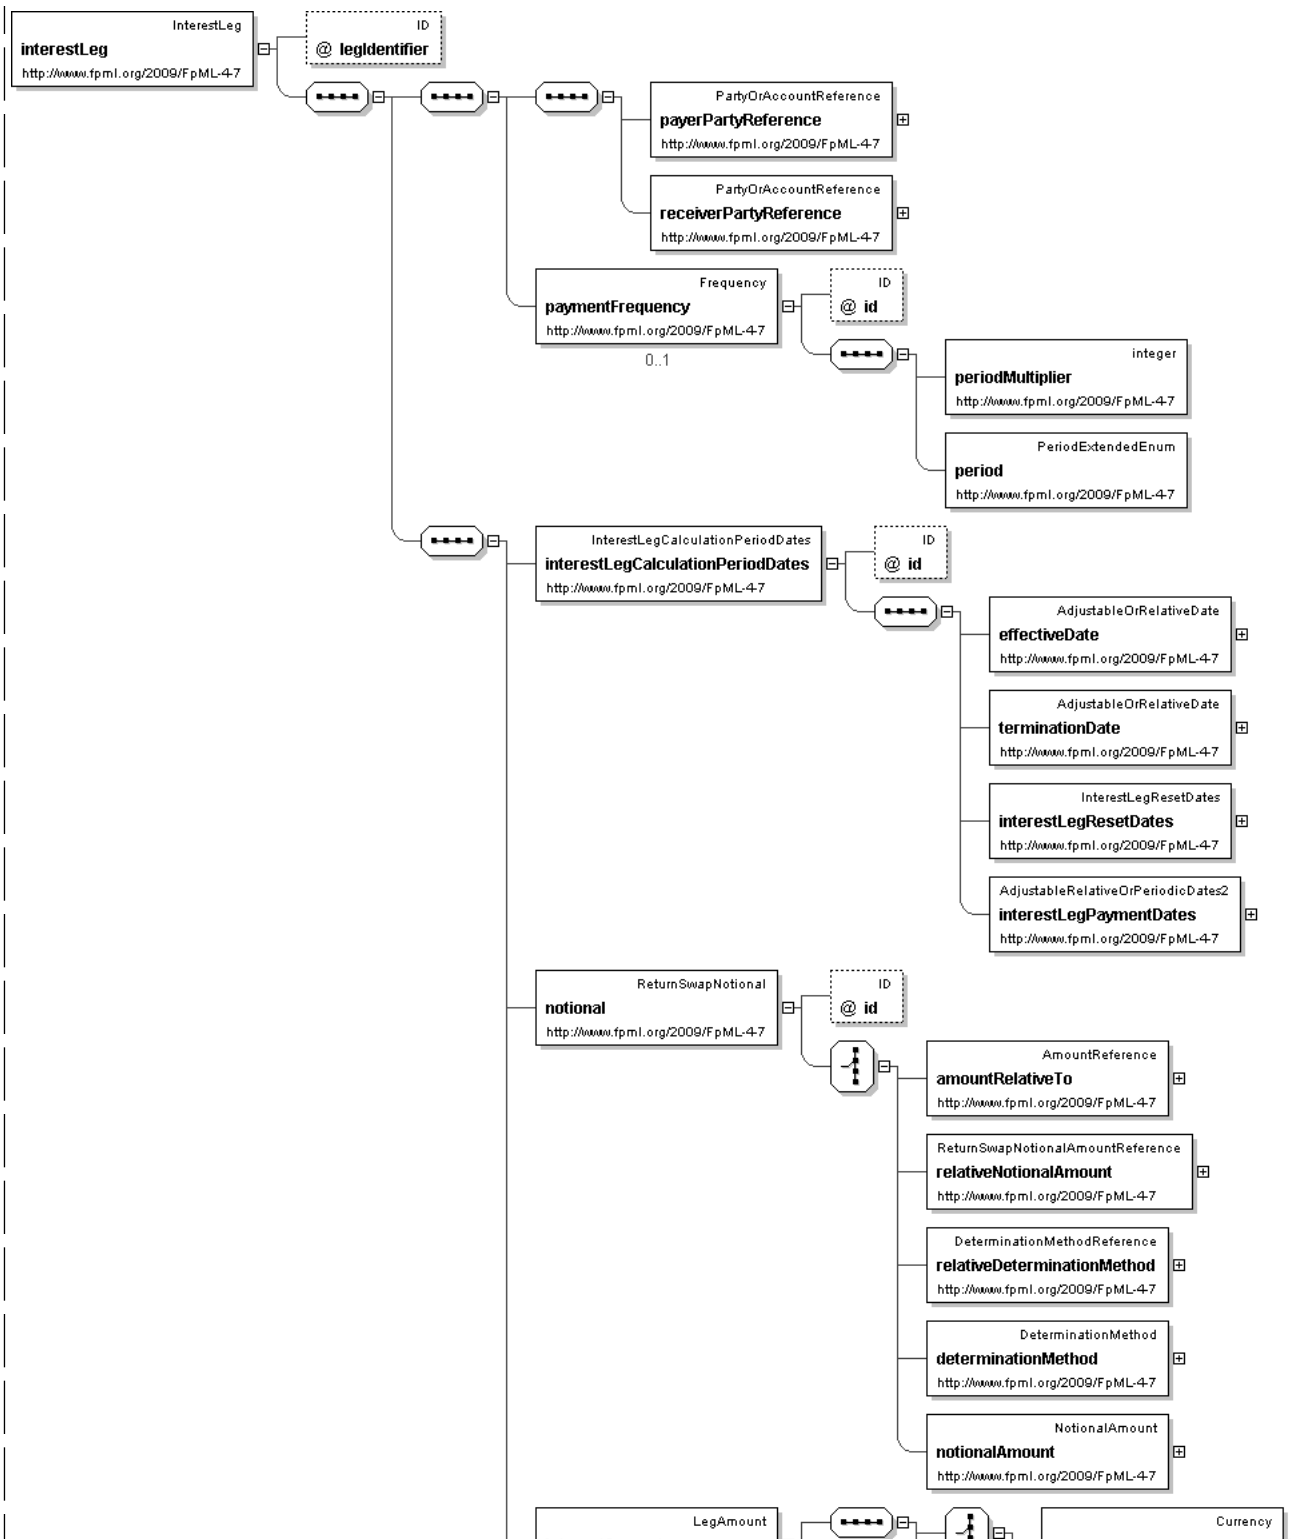 InterestLeg
interestLeg
http://www.fpml.org/2009/FpML-4-7
ID
@ legIdentifier
PartyOrAccountReference
payerPartyReference
http://www.fpml.org/2009/FpML-4-7
PartyOrAccountReference
receiverPartyReference
http://www.fpml.org/2009/FpML-4-7
Frequency
paymentFrequency
http://www.fpml.org/2009/FpML-4-7
0..1
ID
@ id
integer
periodMultiplier
http://www.fpml.org/2009/FpML-4-7
PeriodExtendedEnum
period
http://www.fpml.org/2009/FpML-4-7
InterestLegCalculationPeriodDates
interestLegCalculationPeriodDates
http://www.fpml.org/2009/FpML-4-7
ID
@ id
AdjustableOrRelativeDate
effectiveDate
http://www.fpml.org/2009/FpML-4-7
AdjustableOrRelativeDate
terminationDate
http://www.fpml.org/2009/FpML-4-7
InterestLegResetDates
interestLegResetDates
http://www.fpml.org/2009/FpML-4-7
AdjustableRelativeOrPeriodicDates2
interestLegPaymentDates
http://www.fpml.org/2009/FpML-4-7
ReturnSwapNotional
notional
http://www.fpml.org/2009/FpML-4-7
ID
@ id
AmountReference
amountRelativeTo
http://www.fpml.org/2009/FpML-4-7
ReturnSwapNotionalAmountReference
relativeNotionalAmount
http://www.fpml.org/2009/FpML-4-7
DeterminationMethodReference
relativeDeterminationMethod
http://www.fpml.org/2009/FpML-4-7
DeterminationMethod
determinationMethod
http://www.fpml.org/2009/FpML-4-7
NotionalAmount
notionalAmount
http://www.fpml.org/2009/FpML-4-7
LegAmount
Currency